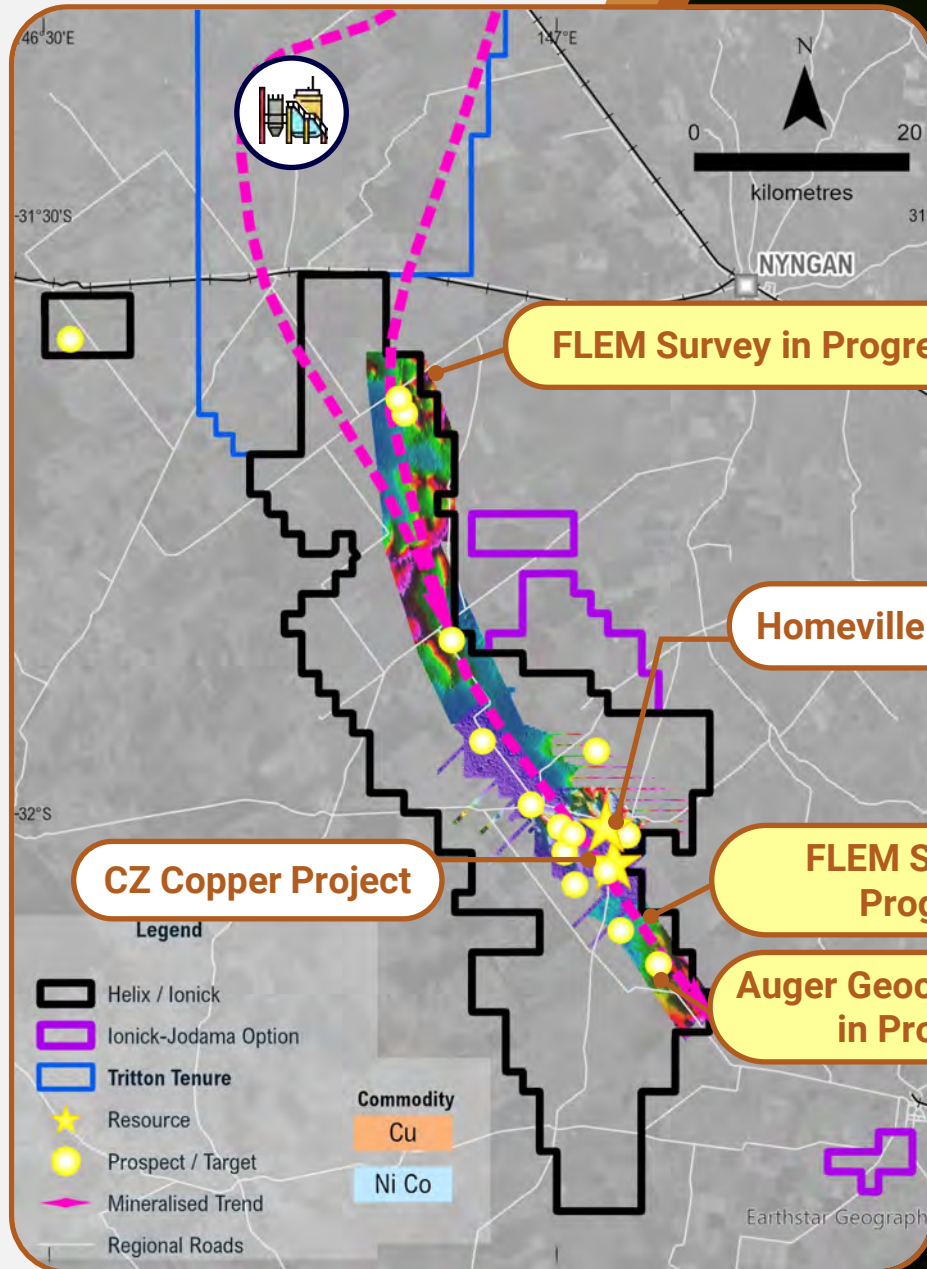 46°30'E
147°E
N
0 20
kilometres
31°30'S
31°
NYNGAN
FLEM Survey in Progre
Homeville
32°S
FLEM S
Prog
CZ Copper Project
Auger Geoc
in Pro
Legend
Helix / Ionick
Ionick-Jodama Option
Tritton Tenure
Resource
Prospect / Target
Mineralised Trend
Regional Roads
Commodity
Cu
Ni Co
Earthstar Geograph